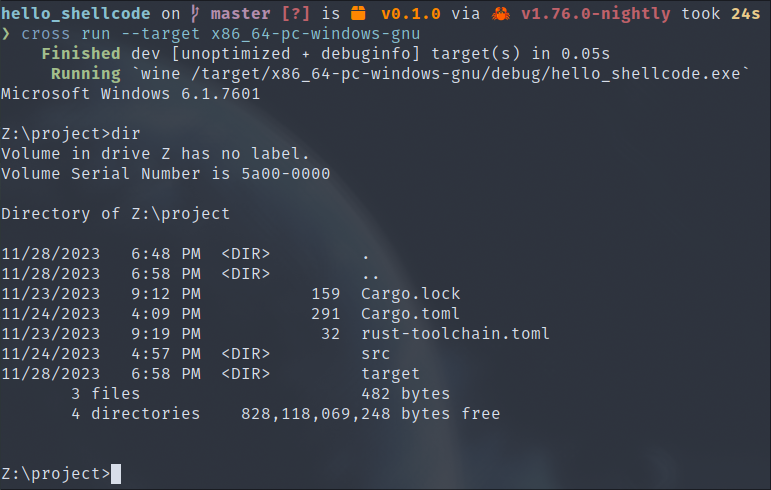 hello_shellcode on master [?] is v0.1.0 via v1.76.0-nightly took 24s
❯ cross run --target x86_64-pc-windows-gnu
    Finished dev [unoptimized + debuginfo] target(s) in 0.05s
     Running `wine /target/x86_64-pc-windows-gnu/debug/hello_shellcode.exe`
Microsoft Windows 6.1.7601
Z:\project>dir
Volume in drive Z has no label.
Volume Serial Number is 5a00-0000
Directory of Z:\project
11/28/2023   6:48 PM  <DIR>         .
11/28/2023   6:58 PM  <DIR>         ..
11/23/2023   9:12 PM           159  Cargo.lock
11/24/2023   4:09 PM           291  Cargo.toml
11/23/2023   9:19 PM            32  rust-toolchain.toml
11/24/2023   4:57 PM  <DIR>         src
11/28/2023   6:58 PM  <DIR>         target
       3 files                      482 bytes
       4 directories    828,118,069,248 bytes free
Z:\project>